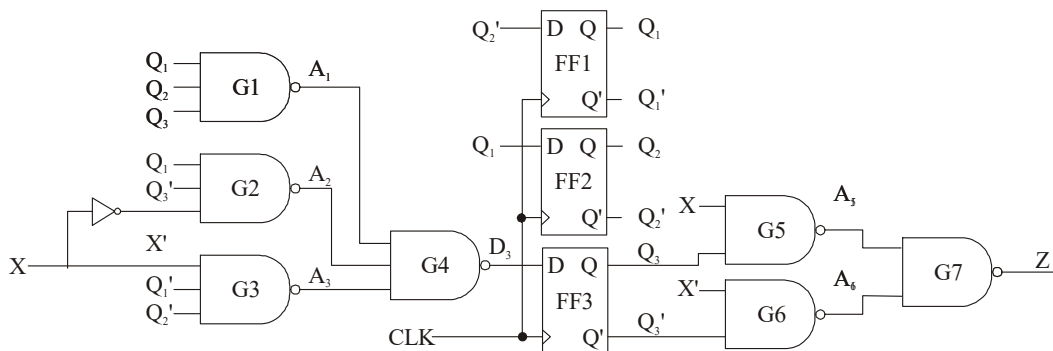 Q₁
Q₂
Q₃
G1
A₁
Q₁
Q₃'
G2
A₂
X'
X
Q₁'
Q₂'
G3
A₃
G4
D₃
CLK
Q₂'
D Q
FF1
Q'
Q₁
Q₁'
Q₁
D Q
FF2
Q'
Q₂
Q₂'
D Q
FF3
Q'
Q₃
Q₃'
X
G5
A₅
X'
G6
A₆
G7
Z